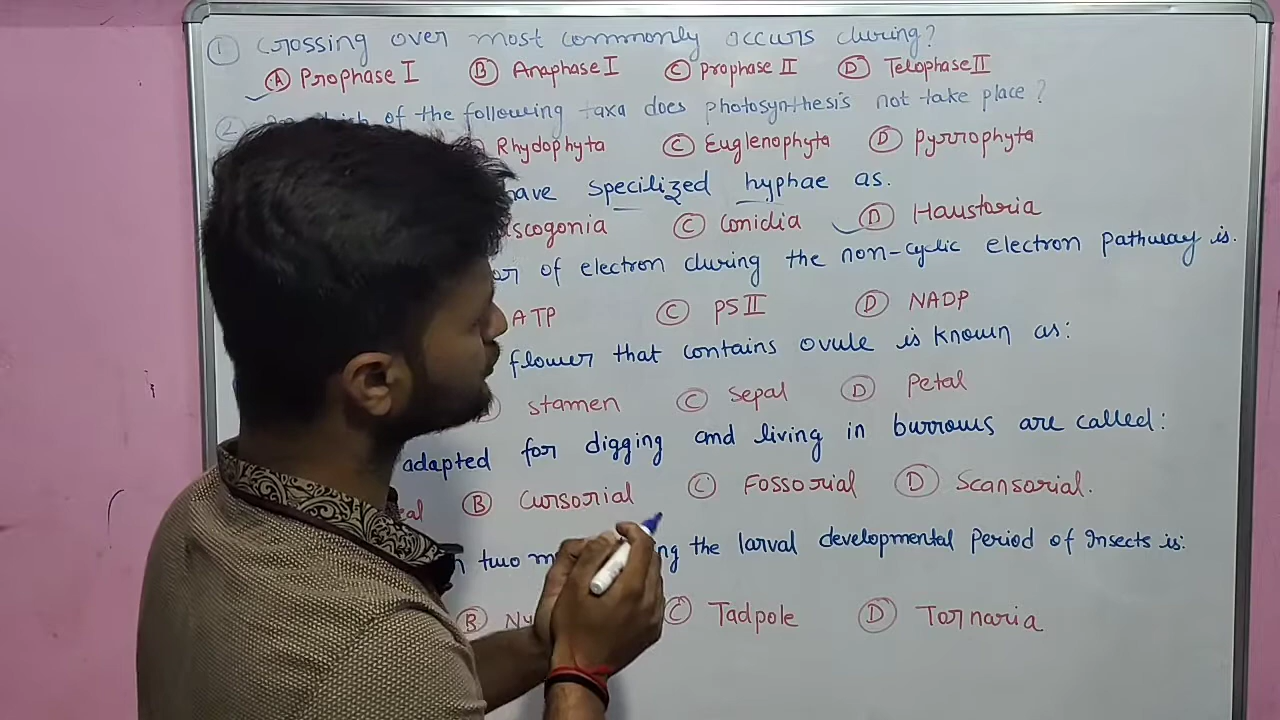 ① Crossing over most commonly occurs during?
Ⓐ Prophase I Ⓑ Anaphase I Ⓒ Prophase II Ⓓ Telophase II
② of the following taxa does photosynthesis not take place?
Rhydophyta Ⓒ Euglenophyta Ⓓ Pyrrophyta
have specilized hyphae as.
Ⓒ Conidia Ⓓ Haustoria
of electron during the non-cyclic electron pathway is.
ATP Ⓒ PS II Ⓓ NADP
flower that contains ovule is known as:
stamen Ⓒ Sepal Ⓓ Petal
adapted for digging and living in burrows are called:
Ⓑ Cursorial Ⓒ Fossorial Ⓓ Scansorial.
two the larval developmental Period of Insects is:
Ⓑ Ⓒ Tadpole Ⓓ Tornaria